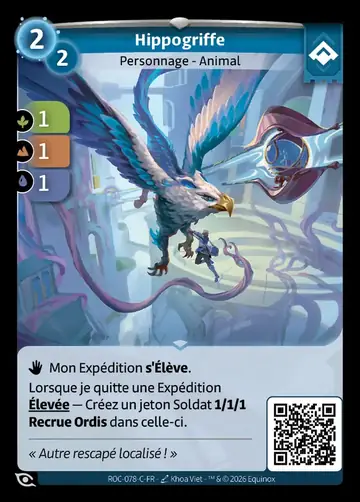 2
Hippogriffe
2
Personnage - Animal
1
1
1
Mon Expédition s'Élève.
Lorsque je quitte une Expédition
Élevée — Créez un jeton Soldat 1/1/1
Recrue Ordis dans celle-ci.
« Autre rescapé localisé ! »
ROC-078-C-FR - Khoa Viet - ™ & © 2026 Equinox